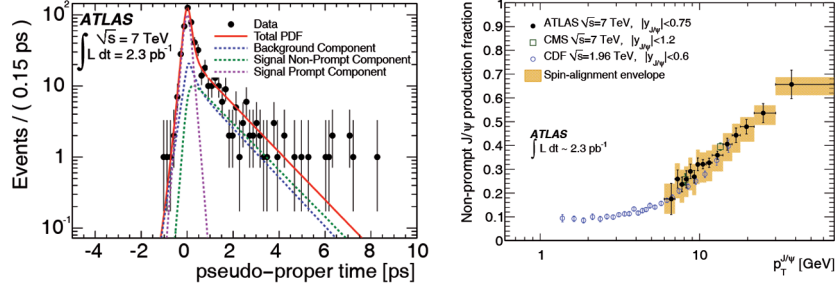 ATLAS
√s = 7 TeV
∫ L dt = 2.3 pb⁻¹
Data
Total PDF
Background Component
Signal Non-Prompt Component
Signal Prompt Component
Events / ( 0.15 ps )
10²
10
1
10⁻¹
-4 -2 0 2 4 6 8 10
pseudo-proper time [ps]
ATLAS √s=7 TeV, |y_J/ψ|<0.75
CMS √s=7 TeV, |y_J/ψ|<1.2
CDF √s=1.96 TeV, |y_J/ψ|<0.6
Spin-alignment envelope
ATLAS
∫ L dt ~ 2.3 pb⁻¹
Non-prompt J/ψ production fraction
1
0.9
0.8
0.7
0.6
0.5
0.4
0.3
0.2
0.1
0
1 10
p_T^J/ψ [GeV]